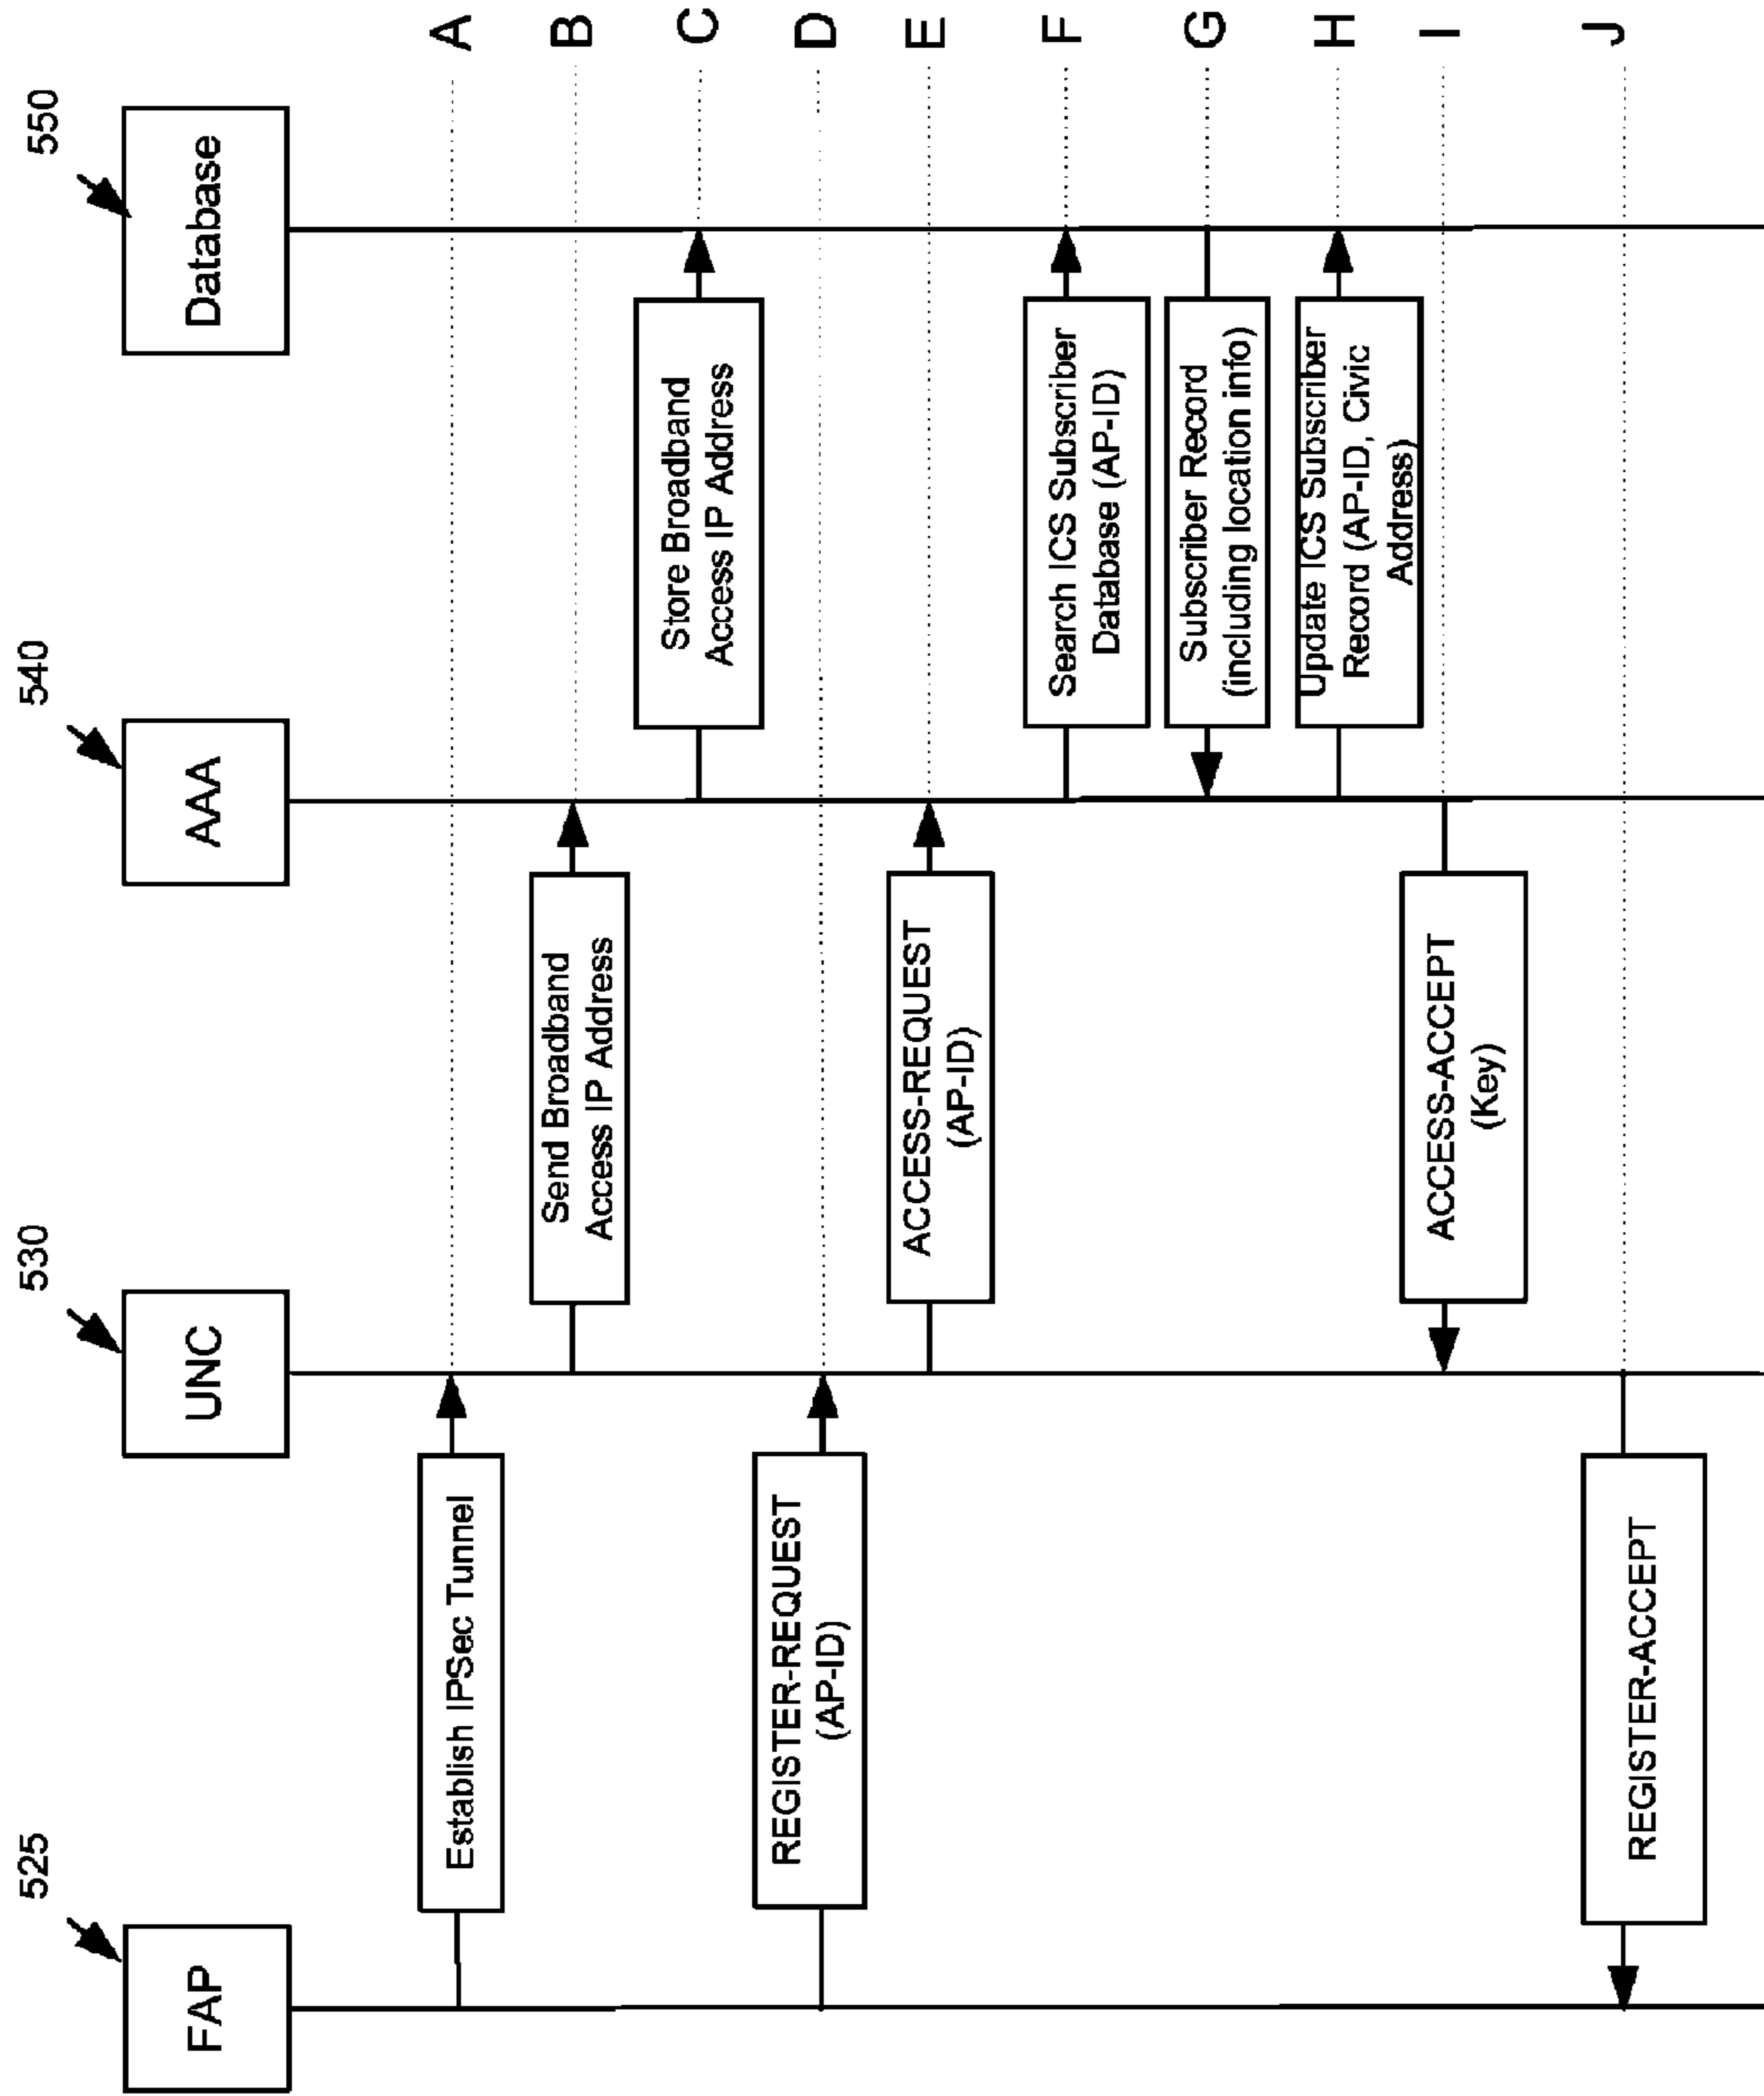 525
530
540
550
FAP
UNC
AAA
Database
Establish IPSec Tunnel
A
Send Broadband
Access IP Address
B
Store Broadband
Access IP Address
C
REGISTER-REQUEST
(AP-ID)
D
ACCESS-REQUEST
(AP-ID)
E
Search ICS Subscriber
Database (AP-ID)
F
Subscriber Record
(including location info)
G
Update ICS Subscriber
Record (AP-ID, Civic
Address)
H
ACCESS-ACCEPT
(Key)
I
REGISTER-ACCEPT
J